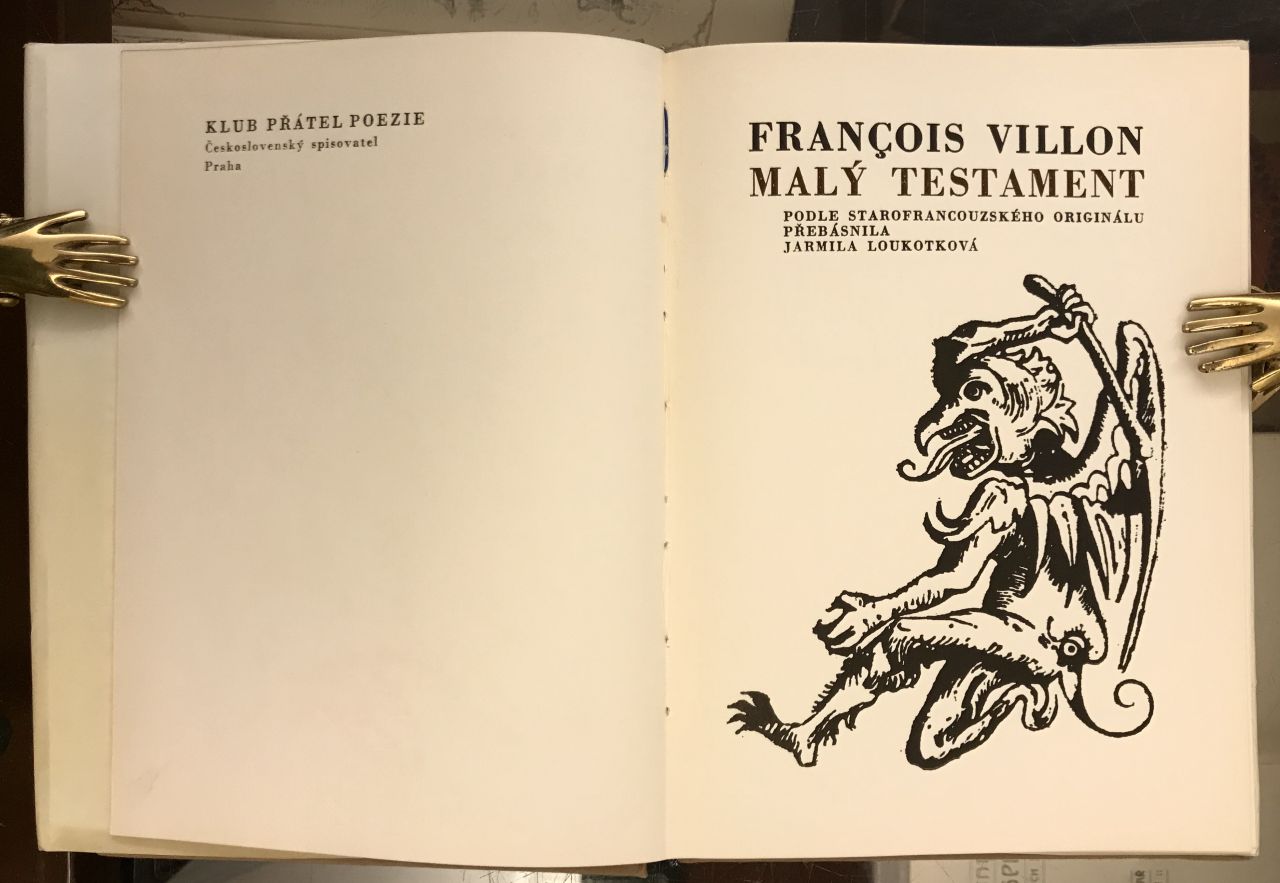 KLUB PŘÁTEL POEZIE
Československý spisovatel
Praha
FRANÇOIS VILLON
MALÝ TESTAMENT
PODLE STAROFRANCOUZSKÉHO ORIGINÁLU
PŘEBÁSNILA
JARMILA LOUKOTKOVÁ